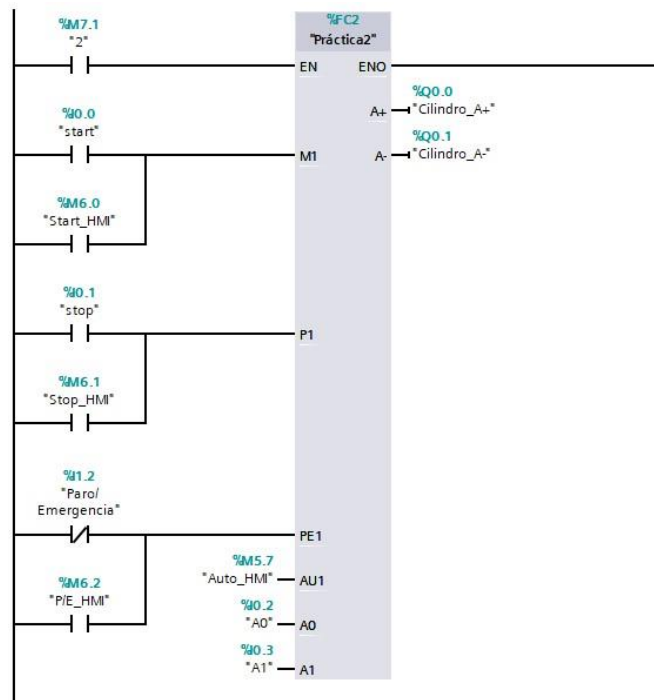 %M7.1
"2"
%FC2
"Práctica2"
EN
ENO
%I0.0
"start"
M1
A+
%Q0.0
"Cilindro_A+"
A-
%Q0.1
"Cilindro_A-"
%M6.0
"Start_HMI"
%I0.1
"stop"
P1
%M6.1
"Stop_HMI"
%I1.2
"Paro/
Emergencia"
PE1
%M6.2
"P/E_HMI"
%M5.7
"Auto_HMI"
AU1
%I0.2
"A0"
A0
%I0.3
"A1"
A1